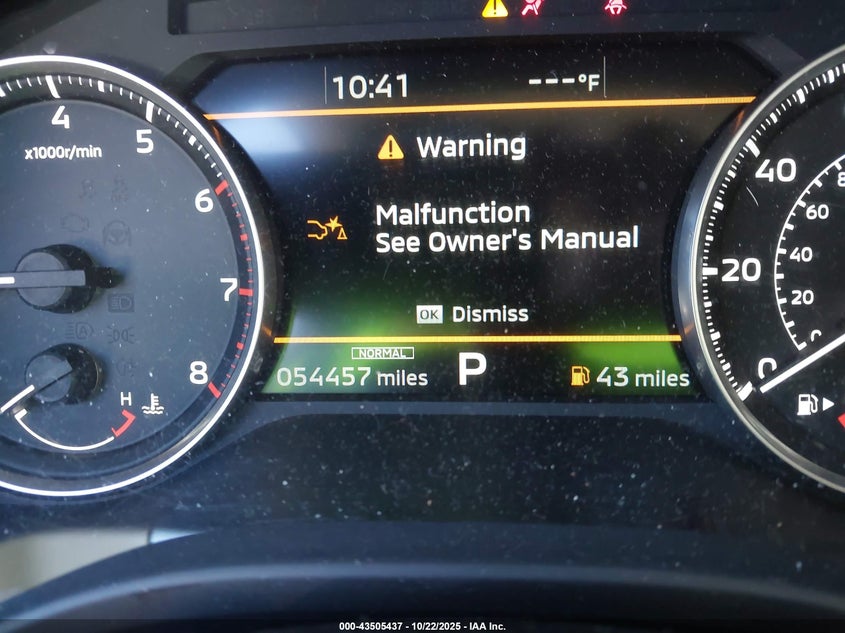 10:41 ---°F
4
5
x1000r/min
6
7
8
H
Warning
Malfunction
See Owner's Manual
OK Dismiss
NORMAL
054457 miles P 43 miles
40
20
0
60
40
20
0
000-43505437 - 10/22/2025 - IAA Inc.